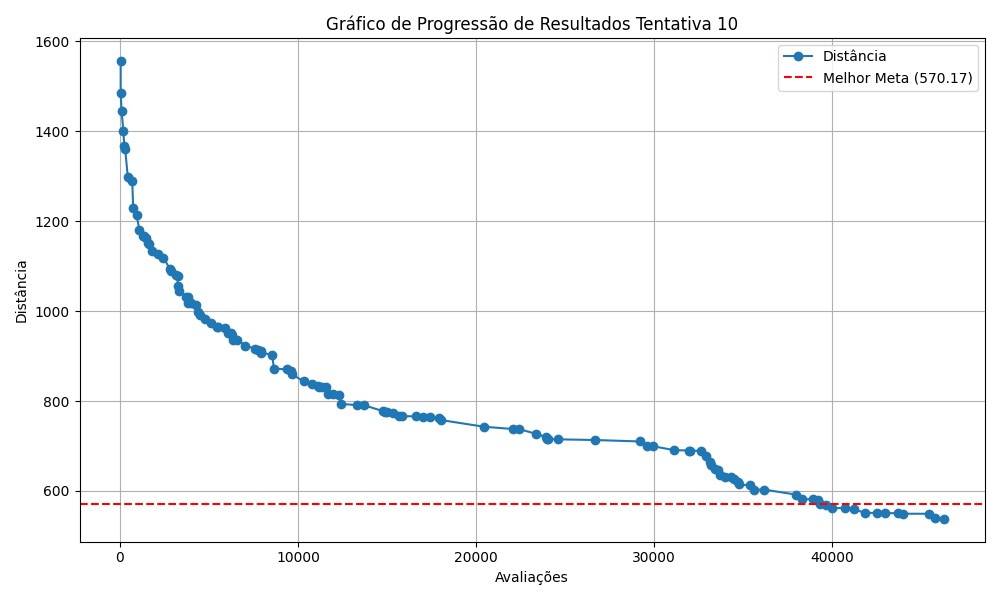 Gráfico de Progressão de Resultados Tentativa 10
Distância
Melhor Meta (570.17)
1600
1400
1200
1000
800
600
Distância
0
10000
20000
30000
40000
Avaliações